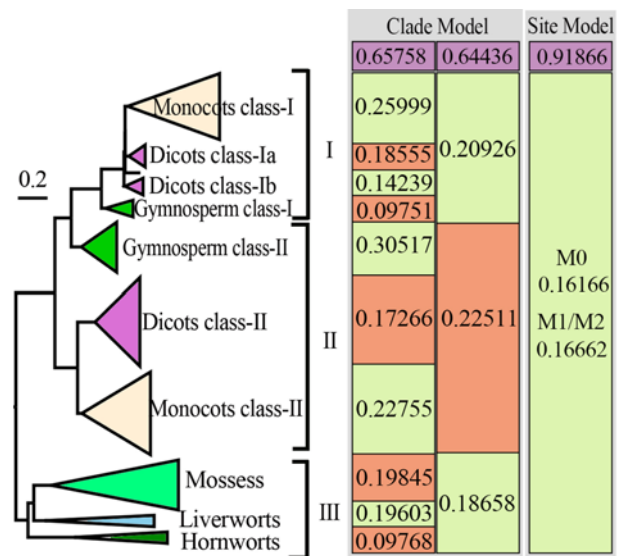 Clade Model
Site Model
0.65758
0.64436
0.91866
Monocots class-I
Dicots class-Ia
Dicots class-Ib
Gymnosperm class-I
Gymnosperm class-II
Dicots class-II
Monocots class-II
Mossess
Liverworts
Hornworts
0.2
I
II
III
0.25999
0.18555
0.14239
0.09751
0.30517
0.17266
0.22755
0.19845
0.19603
0.09768
0.20926
0.22511
0.18658
M0
0.16166
M1/M2
0.16662